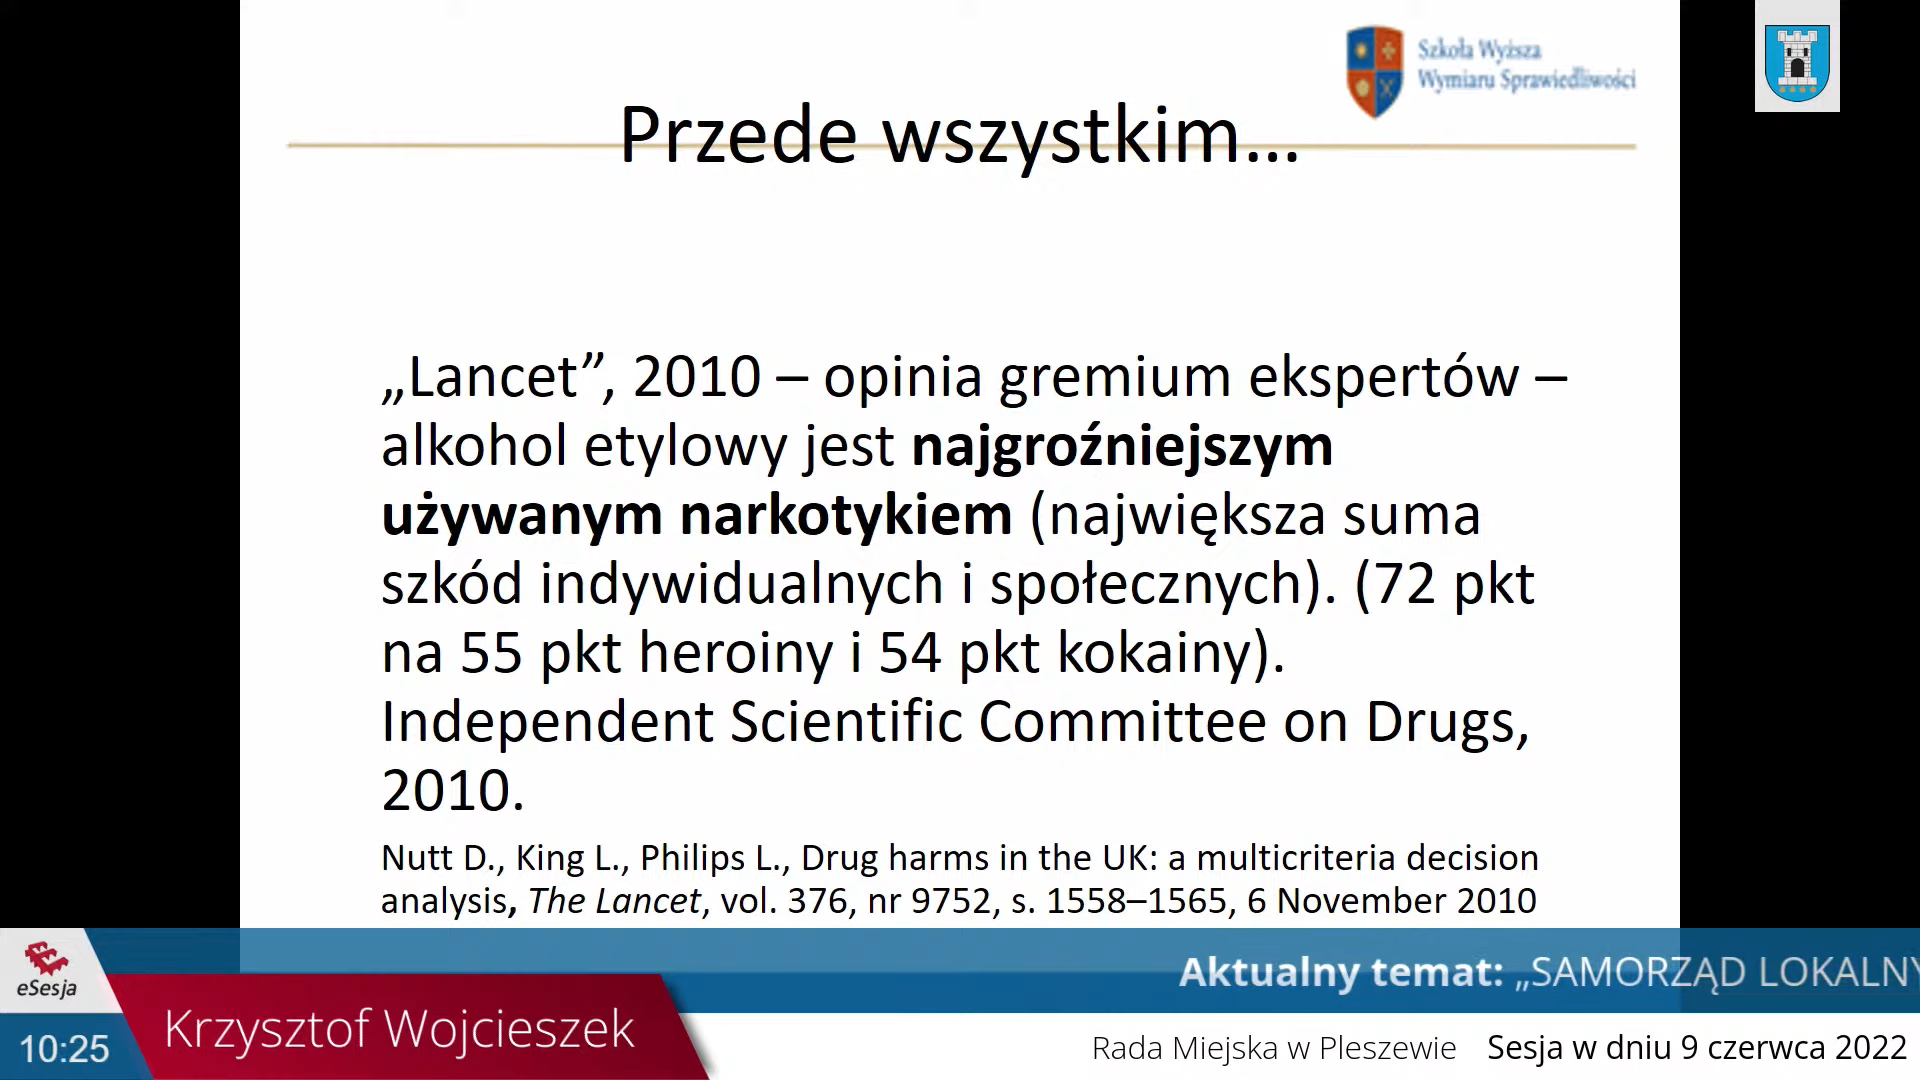 Szkoła Wyższa
Wymiaru Sprawiedliwości
Przede wszystkim...
„Lancet”, 2010 – opinia gremium ekspertów –
alkohol etylowy jest najgroźniejszym
używanym narkotykiem (największa suma
szkód indywidualnych i społecznych). (72 pkt
na 55 pkt heroiny i 54 pkt kokainy).
Independent Scientific Committee on Drugs,
2010.
Nutt D., King L., Philips L., Drug harms in the UK: a multicriteria decision
analysis, The Lancet, vol. 376, nr 9752, s. 1558–1565, 6 November 2010
eSesja
Aktualny temat: „SAMORZĄD LOKALNY
Krzysztof Wojcieszek
10:25
Rada Miejska w Pleszewie Sesja w dniu 9 czerwca 2022